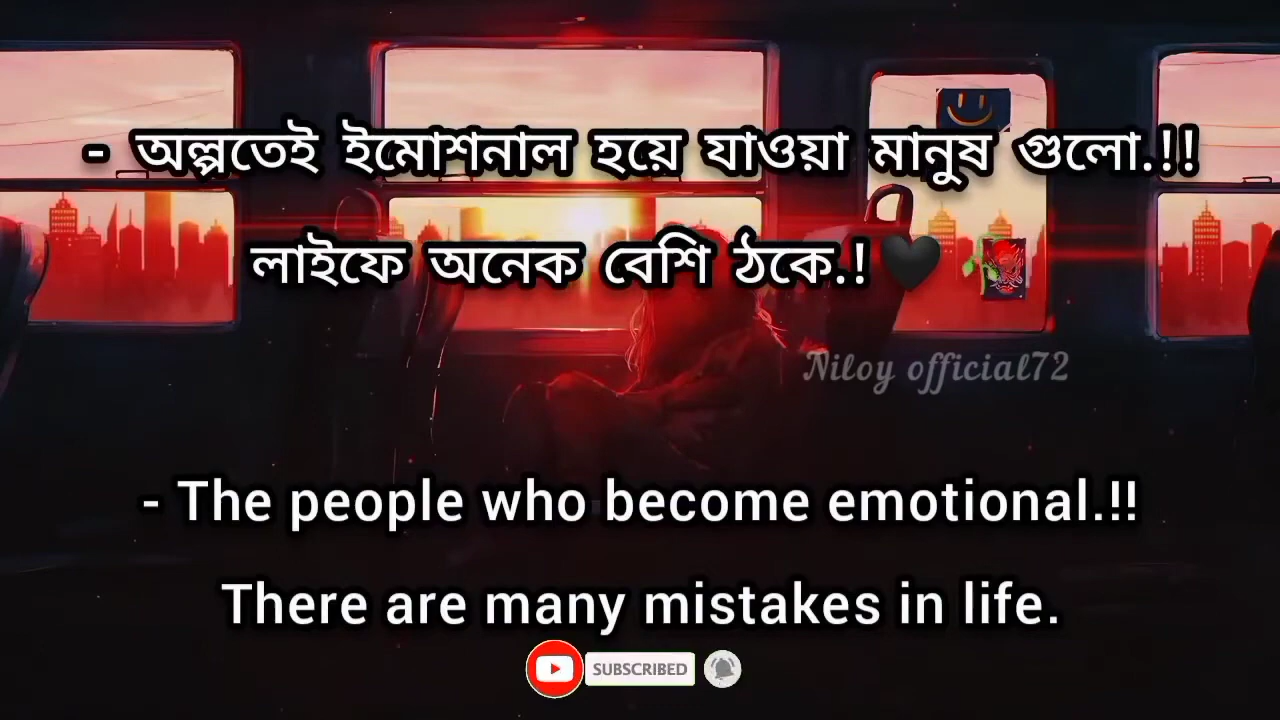 - অল্পতেই ইমোশনাল হয়ে যাওয়া মানুষ গুলো.!!
লাইফে অনেক বেশি ঠকে.!🖤
Niloy official72
- The people who become emotional.!!
There are many mistakes in life.
SUBSCRIBED